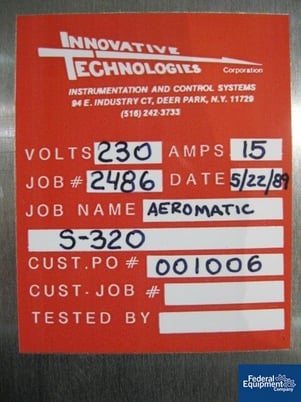 INNOVATIVE
TECHNOLOGIES Corporation
INSTRUMENTATION AND CONTROL SYSTEMS
94 E. INDUSTRY CT, DEER PARK, N.Y. 11729
(516) 242-3733
VOLTS 230 AMPS 15
JOB # 2486 DATE 5/22/89
JOB NAME AEROMATIC
S-320
CUST. PO # 001006
CUST- JOB #
TESTED BY
Federal
Equipment
Company